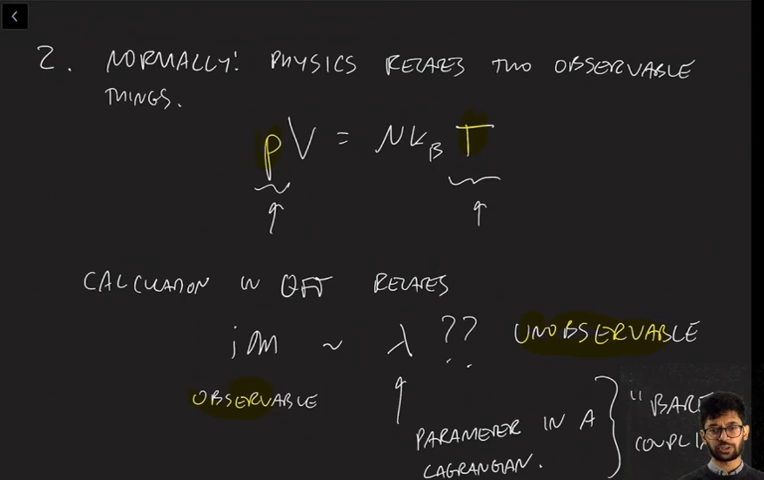 2. NORMALLY: PHYSICS RELATES TWO OBSERVABLE
THINGS.
pV = NkBT
CALCULATION IN QFT RELATES
iM ~ λ ?? UNOBSERVABLE
OBSERVABLE
PARAMETER IN A
LAGRANGIAN.
"BARE